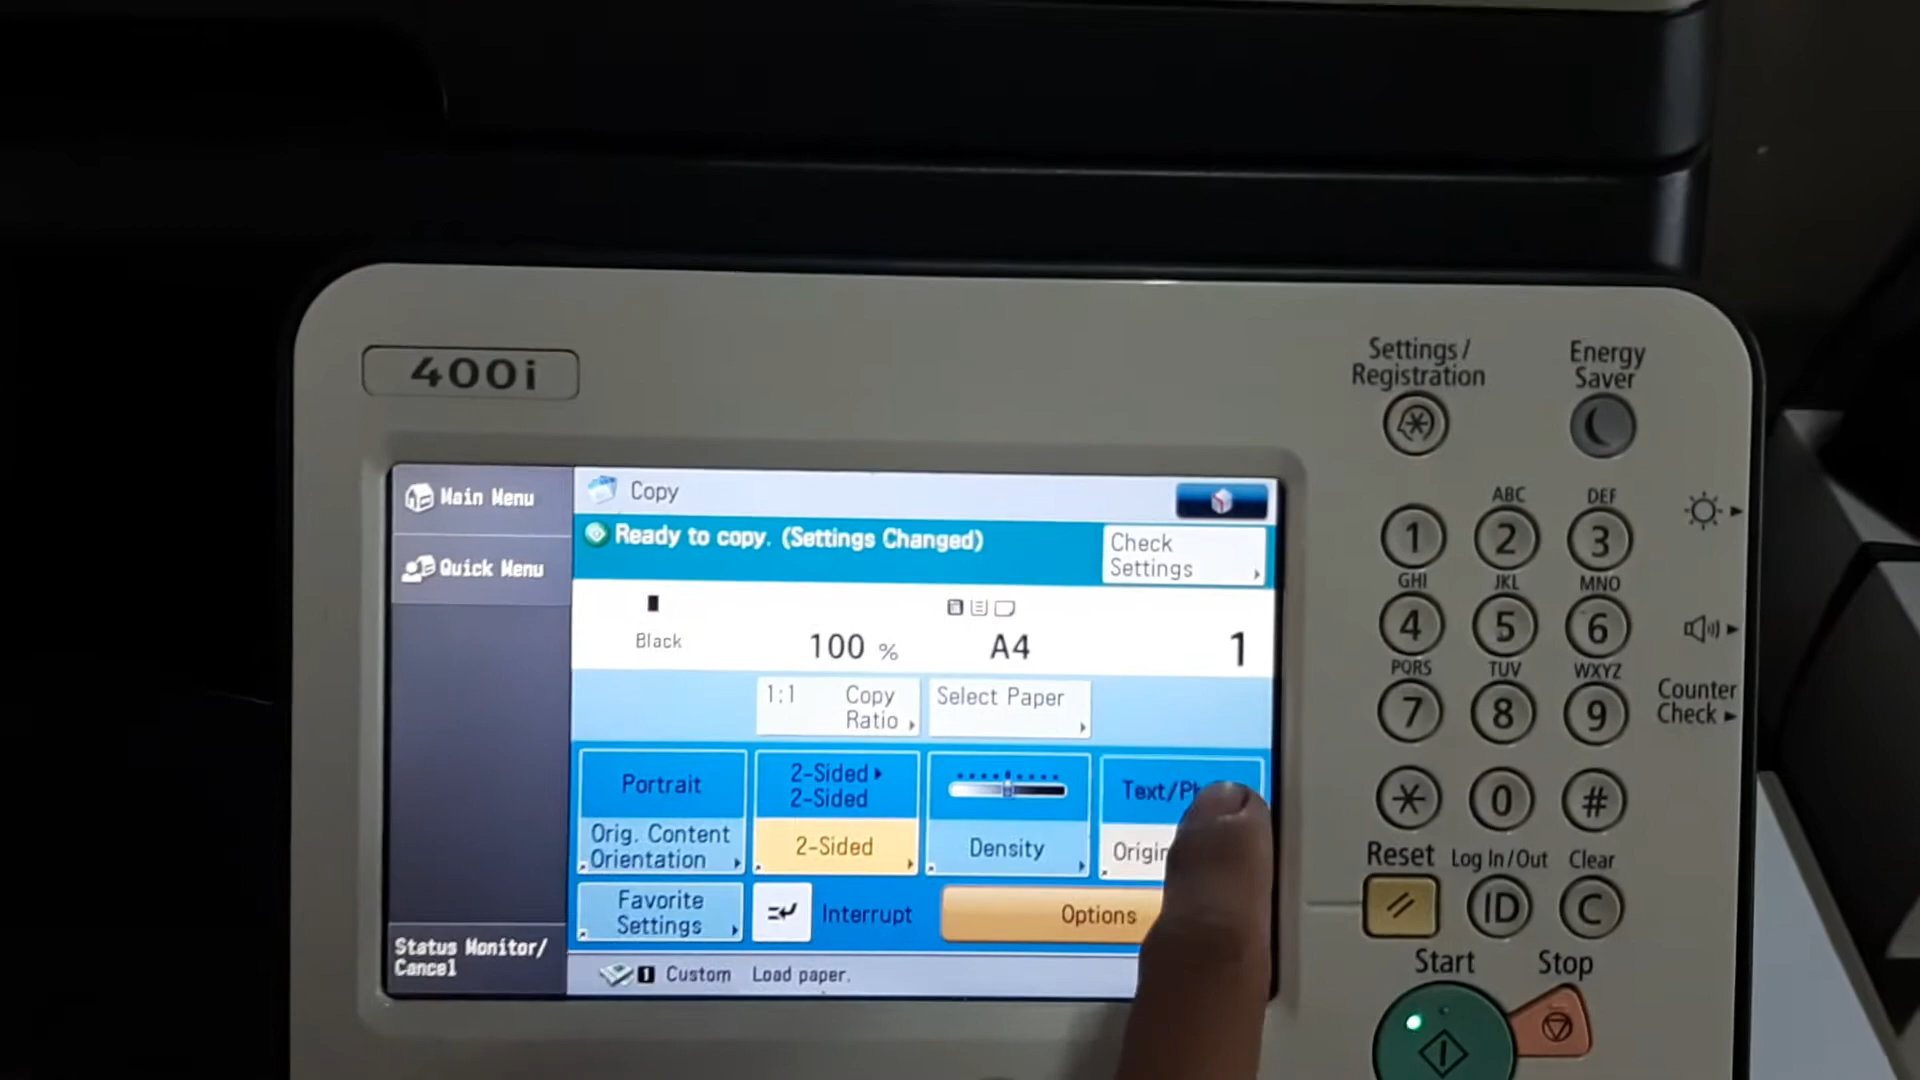 400i
Settings/
Registration
Energy
Saver
Main Menu
Copy
Ready to copy. (Settings Changed)
Check
Settings
Quick Menu
Black
100 %
A4
1
1:1 Copy
Ratio
Select Paper
Portrait
2-Sided
2-Sided
Orig. Content
Orientation
2-Sided
Density
Favorite
Settings
Interrupt
Options
Status Monitor/
Cancel
1 Custom Load paper.
ABC
DEF
1 2 3
GHI JKL MNO
4 5 6
PQRS TUV WXYZ
7 8 9
Counter
Check
* 0 #
Reset Log In/Out Clear
ID C
Start Stop